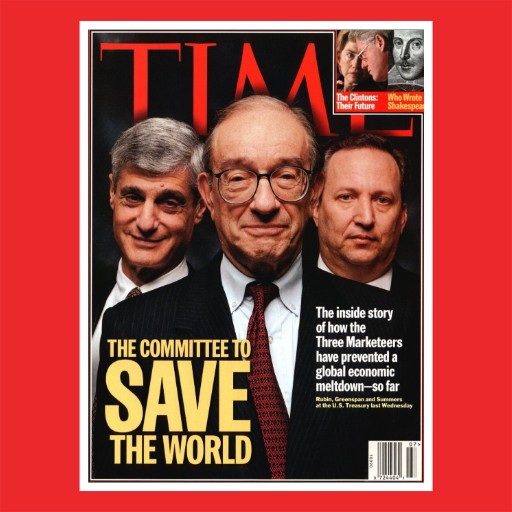 TIME
The Clintons:
Their Future
Who Wrote
Shakespear
THE COMMITTEE TO
SAVE
THE WORLD
The inside story
of how the
Three Marketeers
have prevented a
global economic
meltdown—so far
Rubin, Greenspan and Summers
at the U.S. Treasury last Wednesday